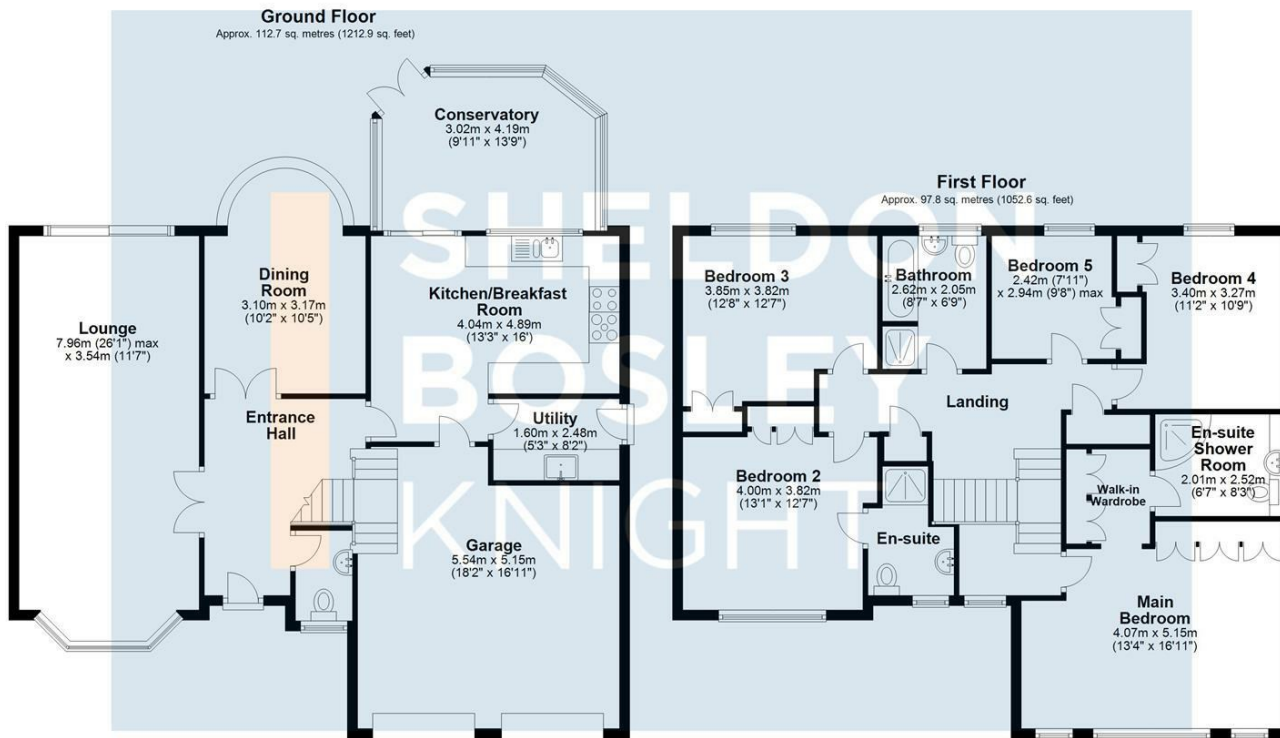 Ground Floor
Approx. 112.7 sq. metres (1212.9 sq. feet)
Conservatory
3.02m x 4.19m
(9'11" x 13'9")
Dining
Room
3.10m x 3.17m
(10'2" x 10'5")
Kitchen/Breakfast
Room
4.04m x 4.89m
(13'3" x 16')
Lounge
7.96m (26'1") max
x 3.54m (11'7")
Entrance
Hall
Utility
1.60m x 2.48m
(5'3" x 8'2")
Garage
5.54m x 5.15m
(18'2" x 16'11")
First Floor
Approx. 97.8 sq. metres (1052.6 sq. feet)
Bedroom 3
3.85m x 3.82m
(12'8" x 12'7")
Bathroom
2.62m x 2.05m
(8'7" x 6'9")
Bedroom 5
2.42m (7'11")
x 2.94m (9'8") max
Bedroom 4
3.40m x 3.27m
(11'2" x 10'9")
Landing
Bedroom 2
4.00m x 3.82m
(13'1" x 12'7")
En-suite
En-suite
Shower
Room
2.01m x 2.52m
(6'7" x 8'3")
Walk-in
Wardrobe
Main
Bedroom
4.07m x 5.15m
(13'4" x 16'11")
SHELDON
BOSLEY
KNIGHT